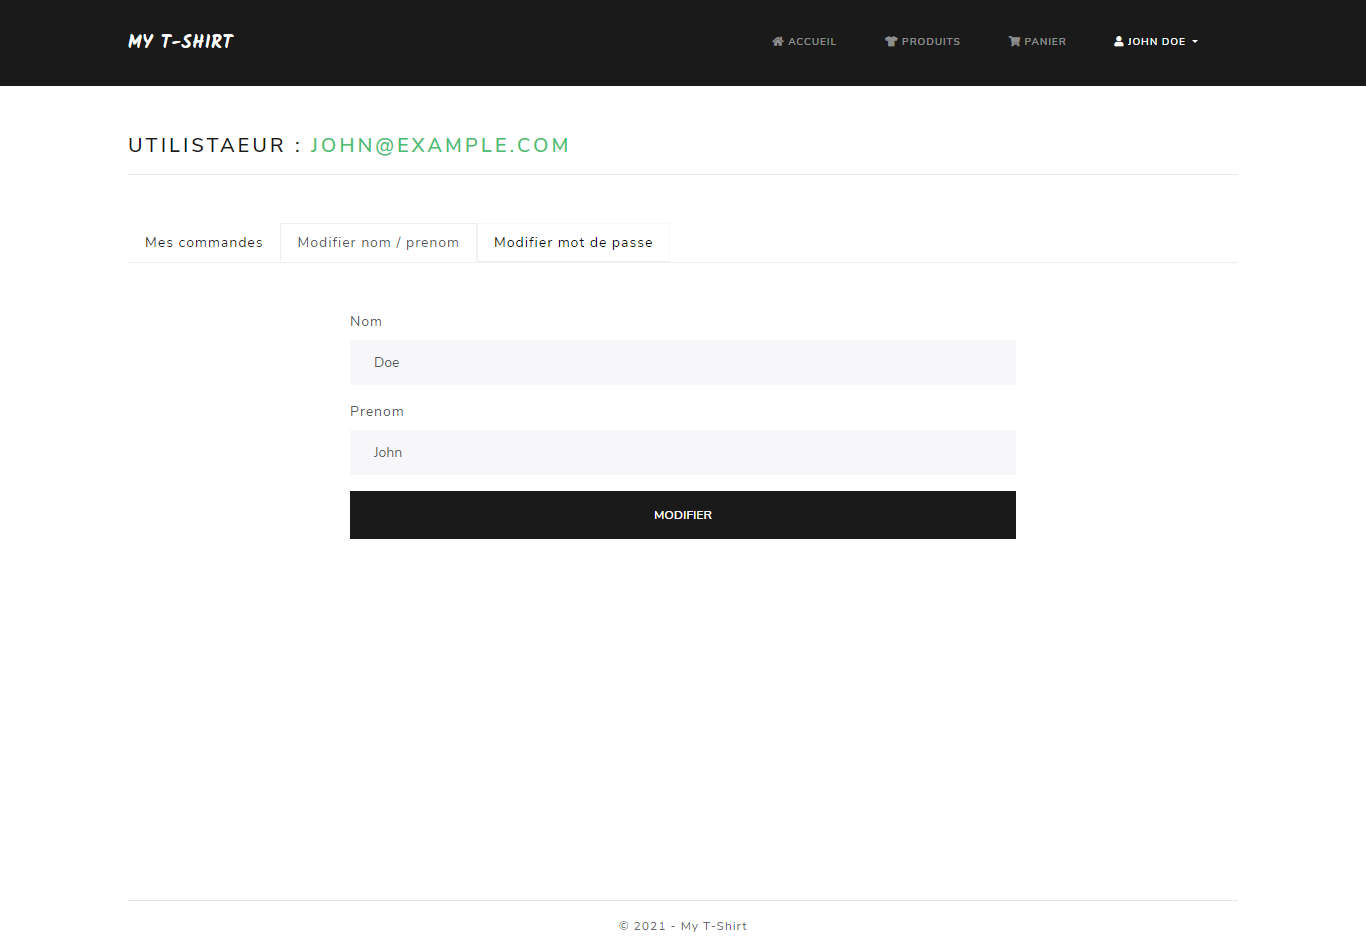 MY T-SHIRT
ACCUEIL PRODUITS PANIER JOHN DOE
UTILISTAEUR : JOHN@EXAMPLE.COM
Mes commandes Modifier nom / prenom Modifier mot de passe
Nom
Doe
Prenom
John
MODIFIER
© 2021 - My T-Shirt